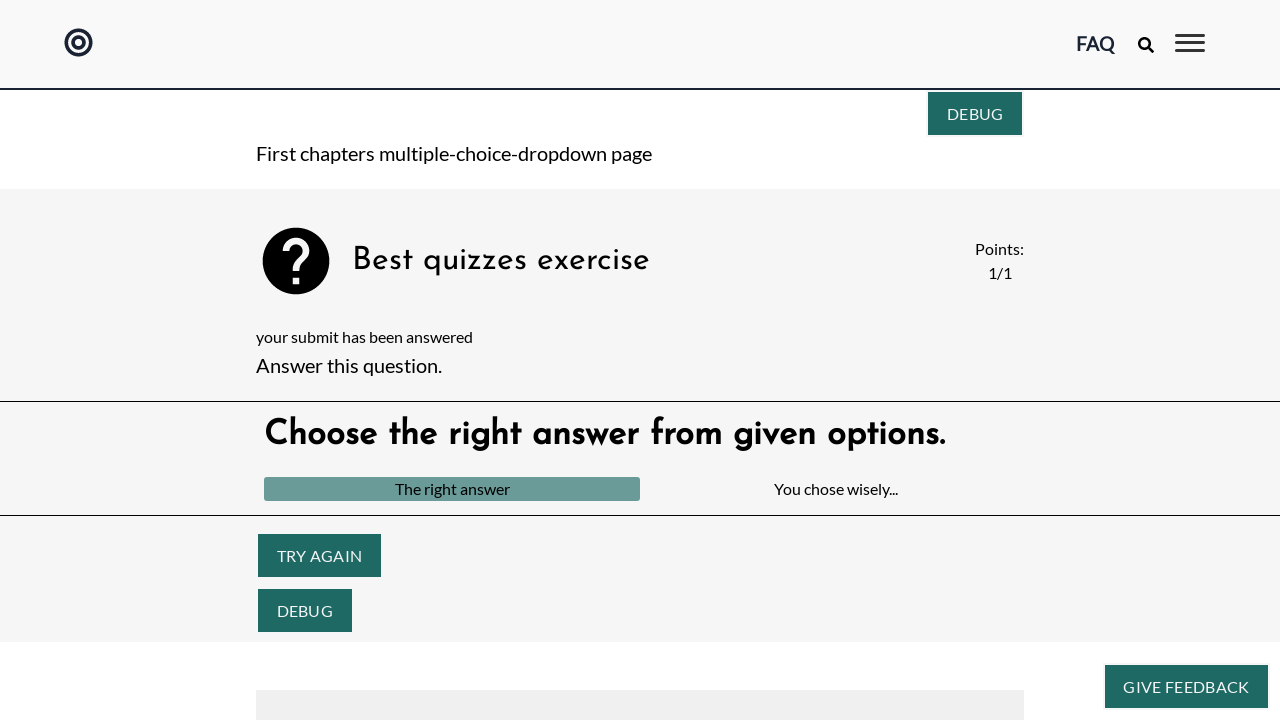 FAQ
DEBUG
First chapters multiple-choice-dropdown page
Best quizzes exercise
Points:
1/1
your submit has been answered
Answer this question.
Choose the right answer from given options.
The right answer
You chose wisely...
TRY AGAIN
DEBUG
GIVE FEEDBACK